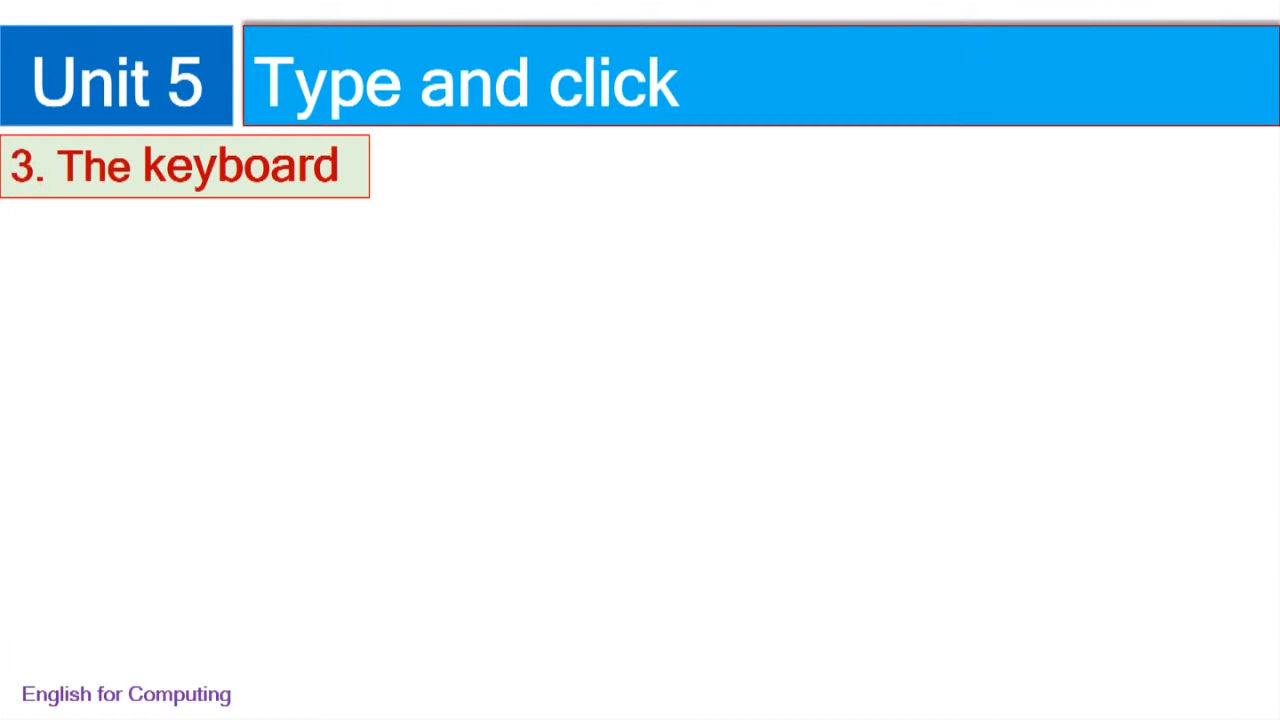 Unit 5
Type and click
3. The keyboard
English for Computing